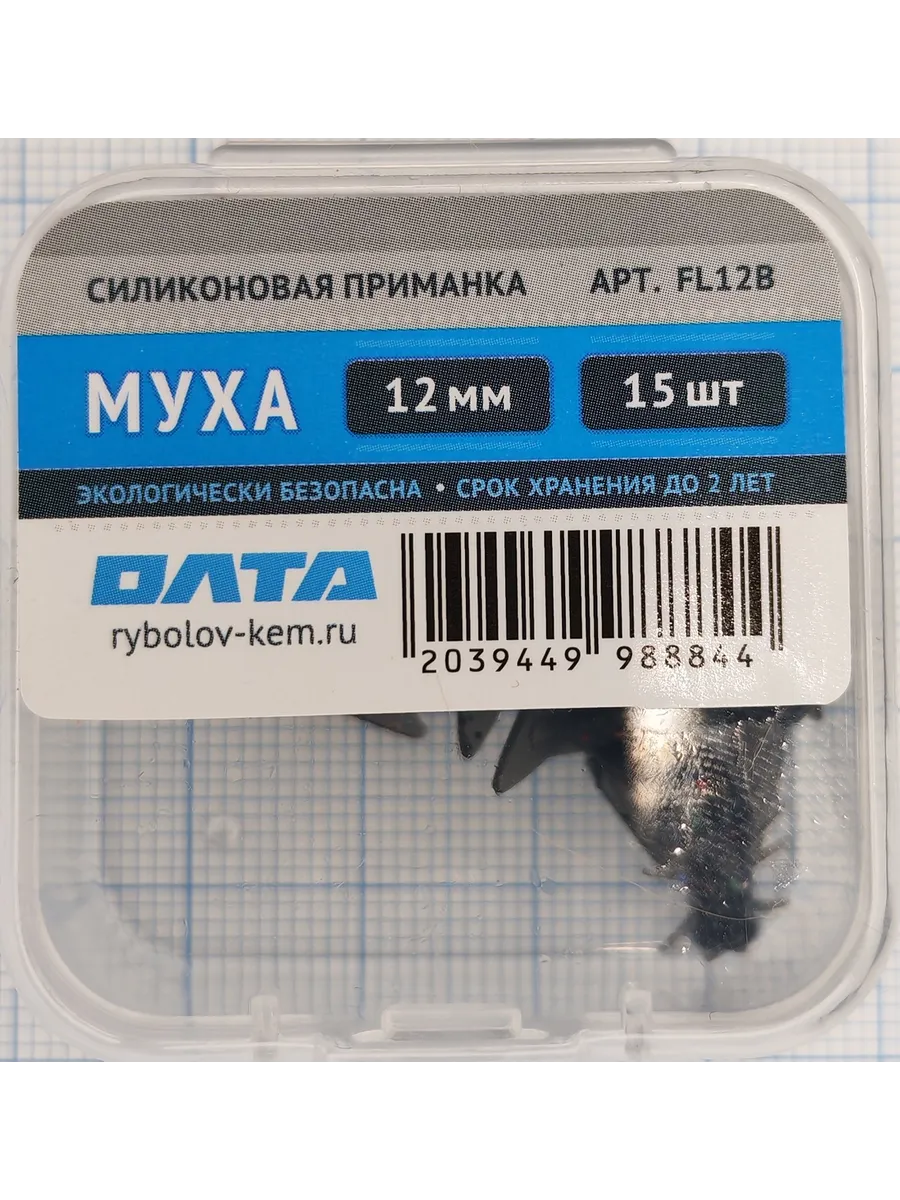 СИЛИКОНОВАЯ ПРИМАНКА АРТ. FL12B
МУХА 12 мм 15 шт
ЭКОЛОГИЧЕСКИ БЕЗОПАСНА • СРОК ХРАНЕНИЯ ДО 2 ЛЕТ
ОЛТА
rybolov-kem.ru
2039449 988844